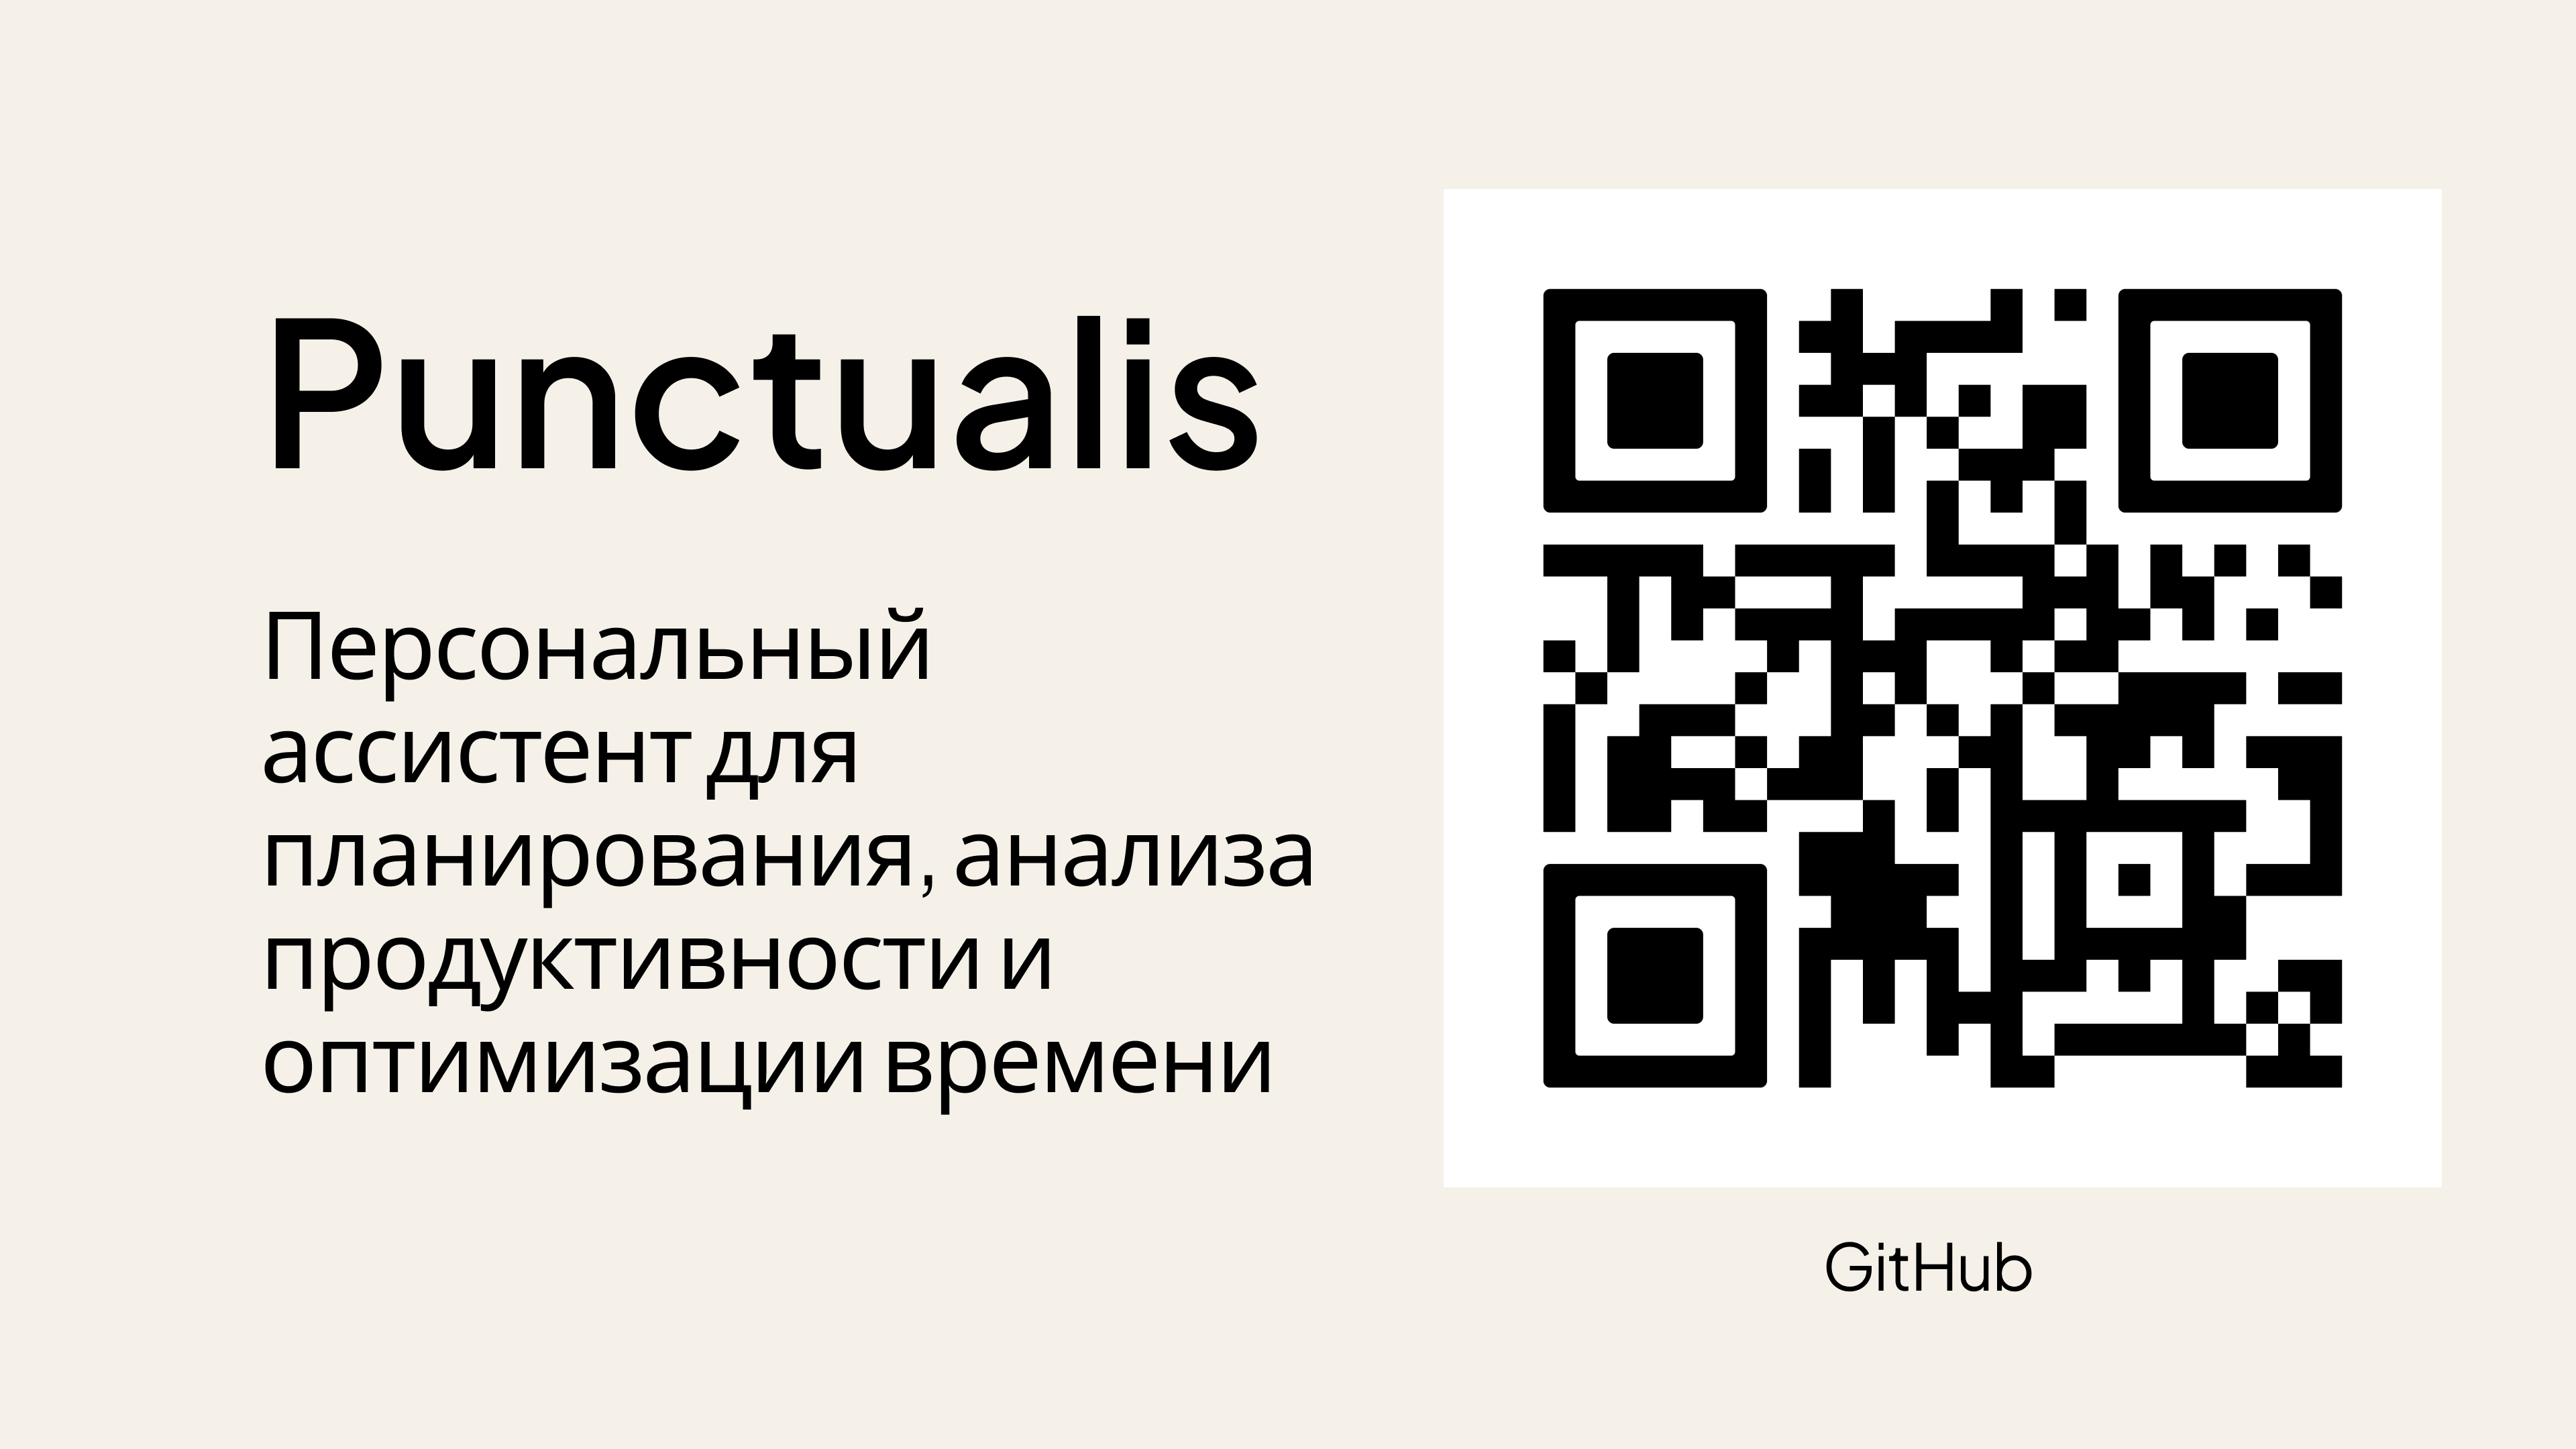 Punctualis
Персональный
ассистент для
планирования, анализа
продуктивности и
оптимизации времени
GitHub